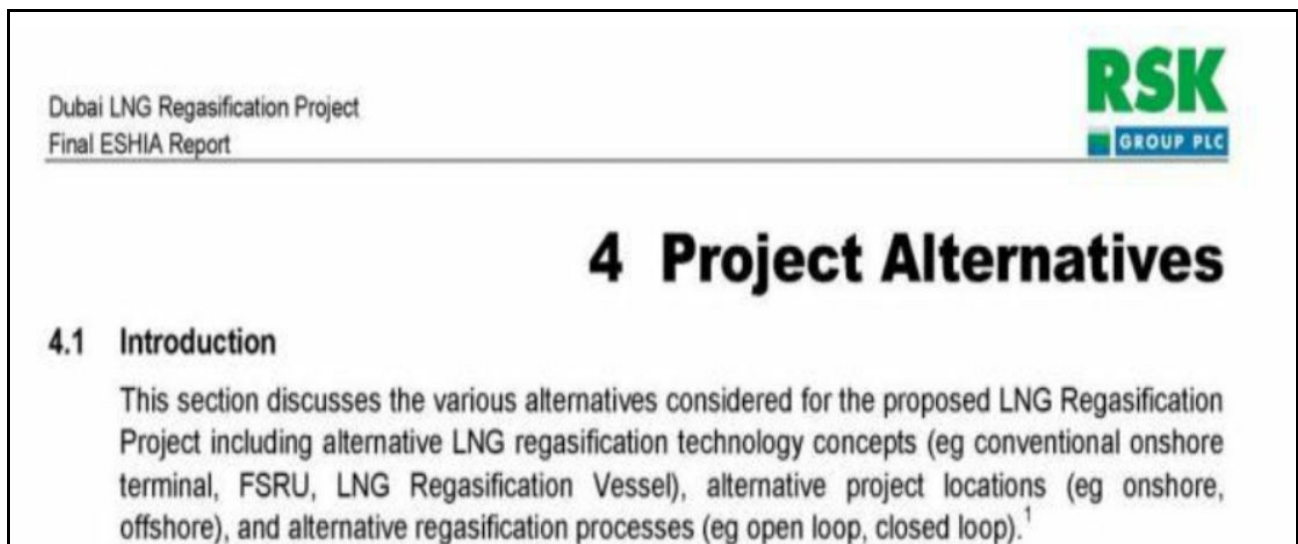 Dubai LNG Regasification Project
Final ESHIA Report
RSK
GROUP PLC
4 Project Alternatives
4.1 Introduction
This section discusses the various alternatives considered for the proposed LNG Regasification
Project including alternative LNG regasification technology concepts (eg conventional onshore
terminal, FSRU, LNG Regasification Vessel), alternative project locations (eg onshore,
offshore), and alternative regasification processes (eg open loop, closed loop).1